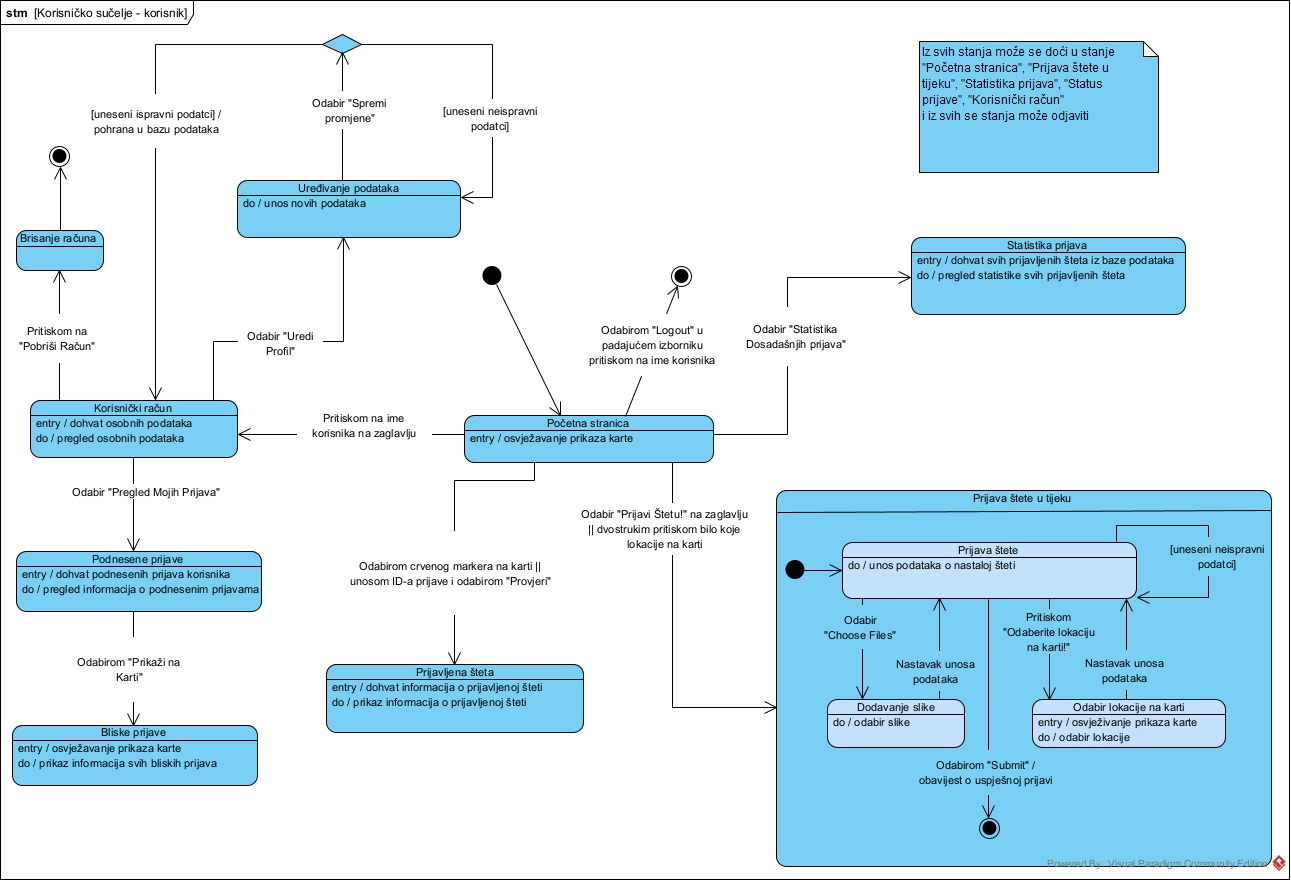 stm [Korisničko sučelje - korisnik]
Iz svih stanja može se doći u stanje
"Početna stranica", "Prijava štete u
tijeku", "Statistika prijava", "Status
prijave", "Korisnički račun"
i iz svih se stanja može odjaviti
[uneseni ispravni podatci] /
pohrana u bazu podataka
Odabir "Spremi
promjene"
[uneseni neispravni
podatci]
Uređivanje podataka
do / unos novih podataka
Brisanje računa
Pritiskom na
"Pobriši Račun"
Odabir "Uredi
Profil"
Odabirom "Logout" u
padajućem izborniku
pritiskom na ime korisnika
Odabir "Statistika
Dosadašnjih prijava"
Statistika prijava
entry / dohvat svih prijavljenih šteta iz baze podataka
do / pregled statistike svih prijavljenih šteta
Korisnički račun
entry / dohvat osobnih podataka
do / pregled osobnih podataka
Pritiskom na ime
korisnika na zaglavlju
Početna stranica
entry / osvježavanje prikaza karte
Odabir "Pregled Mojih Prijava"
Podnesene prijave
entry / dohvat podnesenih prijava korisnika
do / pregled informacija o podnesenim prijavama
Odabirom "Prikaži na
Karti"
Bliske prijave
entry / osvježavanje prikaza karte
do / prikaz informacija svih bliskih prijava
Odabirom crvenog markera na karti ||
unosom ID-a prijave i odabirom "Provjeri"
Prijavljena šteta
entry / dohvat informacija o prijavljenoj šteti
do / prikaz informacija o prijavljenoj šteti
Odabir "Prijavi Štetu!" na zaglavlju
|| dvostrukim pritiskom bilo koje
lokacije na karti
Prijava štete u tijeku
Prijava štete
do / unos podataka o nastaloj šteti
[uneseni neispravni
podatci]
Odabir
"Choose Files"
Nastavak unosa
podataka
Pritiskom
"Odaberite lokaciju
na karti!"
Nastavak unosa
podataka
Dodavanje slike
do / odabir slike
Odabir lokacije na karti
entry / osvježivanje prikaza karte
do / odabir lokacije
Odabirom "Submit" /
obavijest o uspješnoj prijavi
Powered By: Visual Paradigm Community Edition